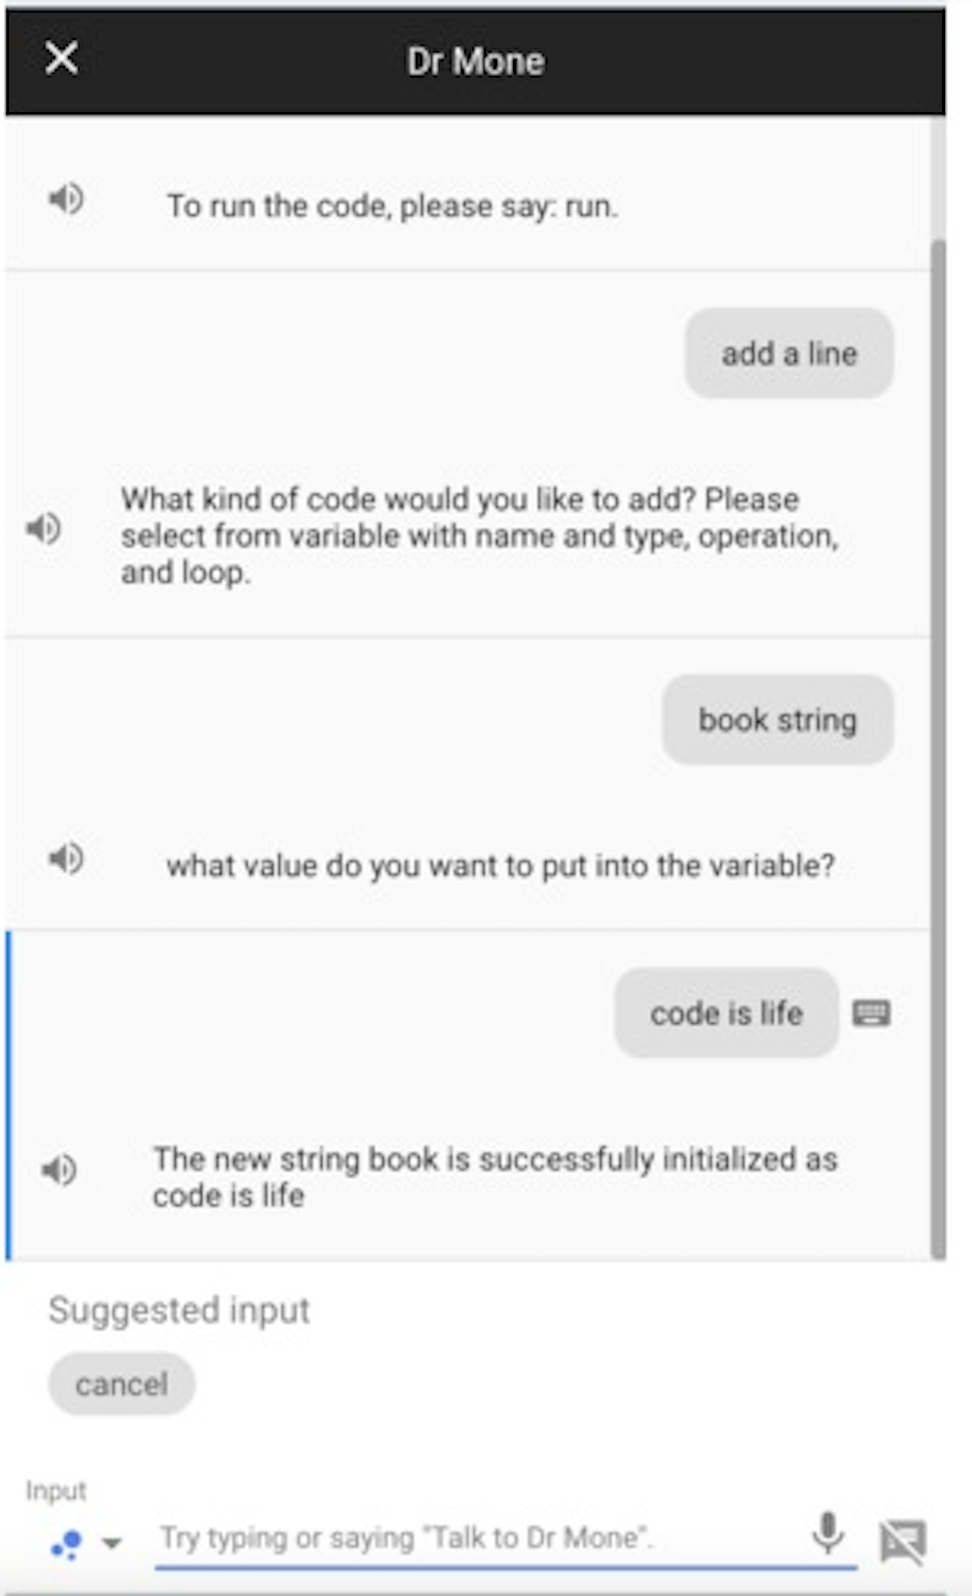 Dr Mone
To run the code, please say: run.
add a line
What kind of code would you like to add? Please
select from variable with name and type, operation,
and loop.
book string
what value do you want to put into the variable?
code is life
The new string book is successfully initialized as
code is life
Suggested input
cancel
Input
Try typing or saying "Talk to Dr Mone".